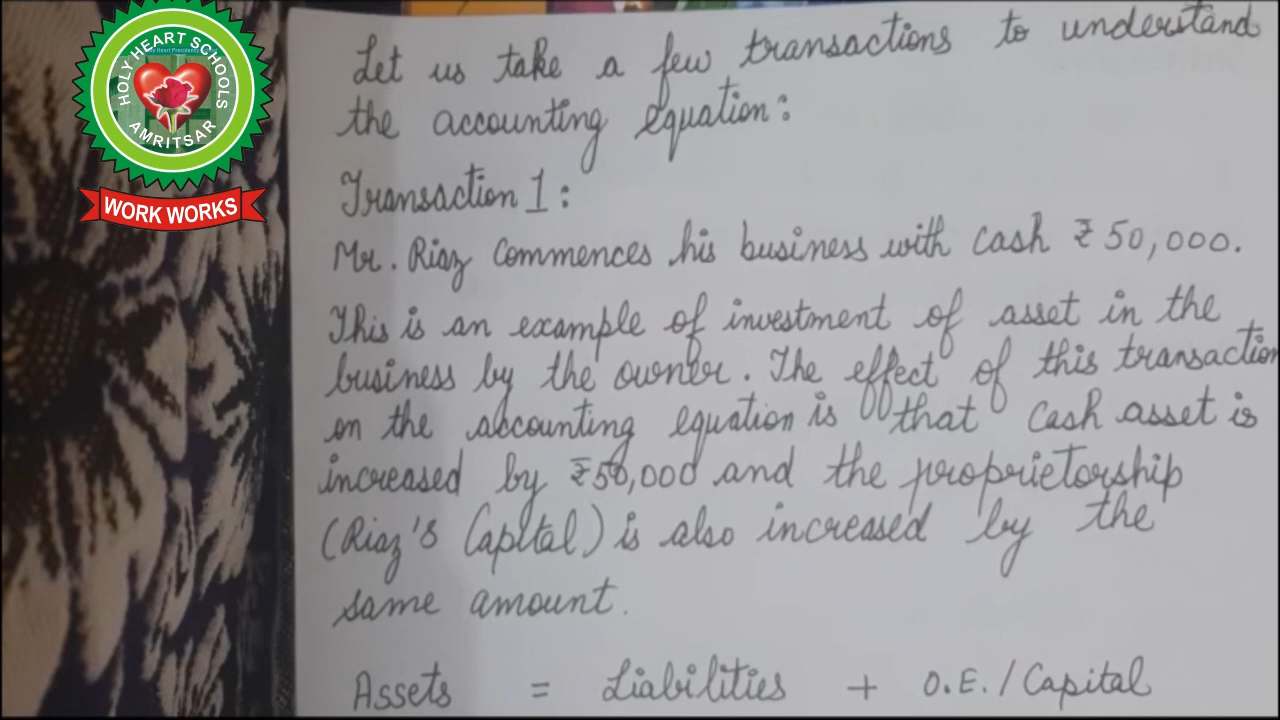 HOLY HEART SCHOOLS
AMRITSAR
WORK WORKS
Let us take a few transactions to understand
the accounting equation:
Transaction 1:
Mr. Riaz Commences his business with Cash ₹ 50,000.
This is an example of investment of asset in the
business by the owner. The effect of this transaction
on the accounting equation is that Cash asset is
increased by ₹50,000 and the proprietorship
(Riaz's Capital) is also increased by the
same amount.
Assets = Liabilities + O.E./Capital